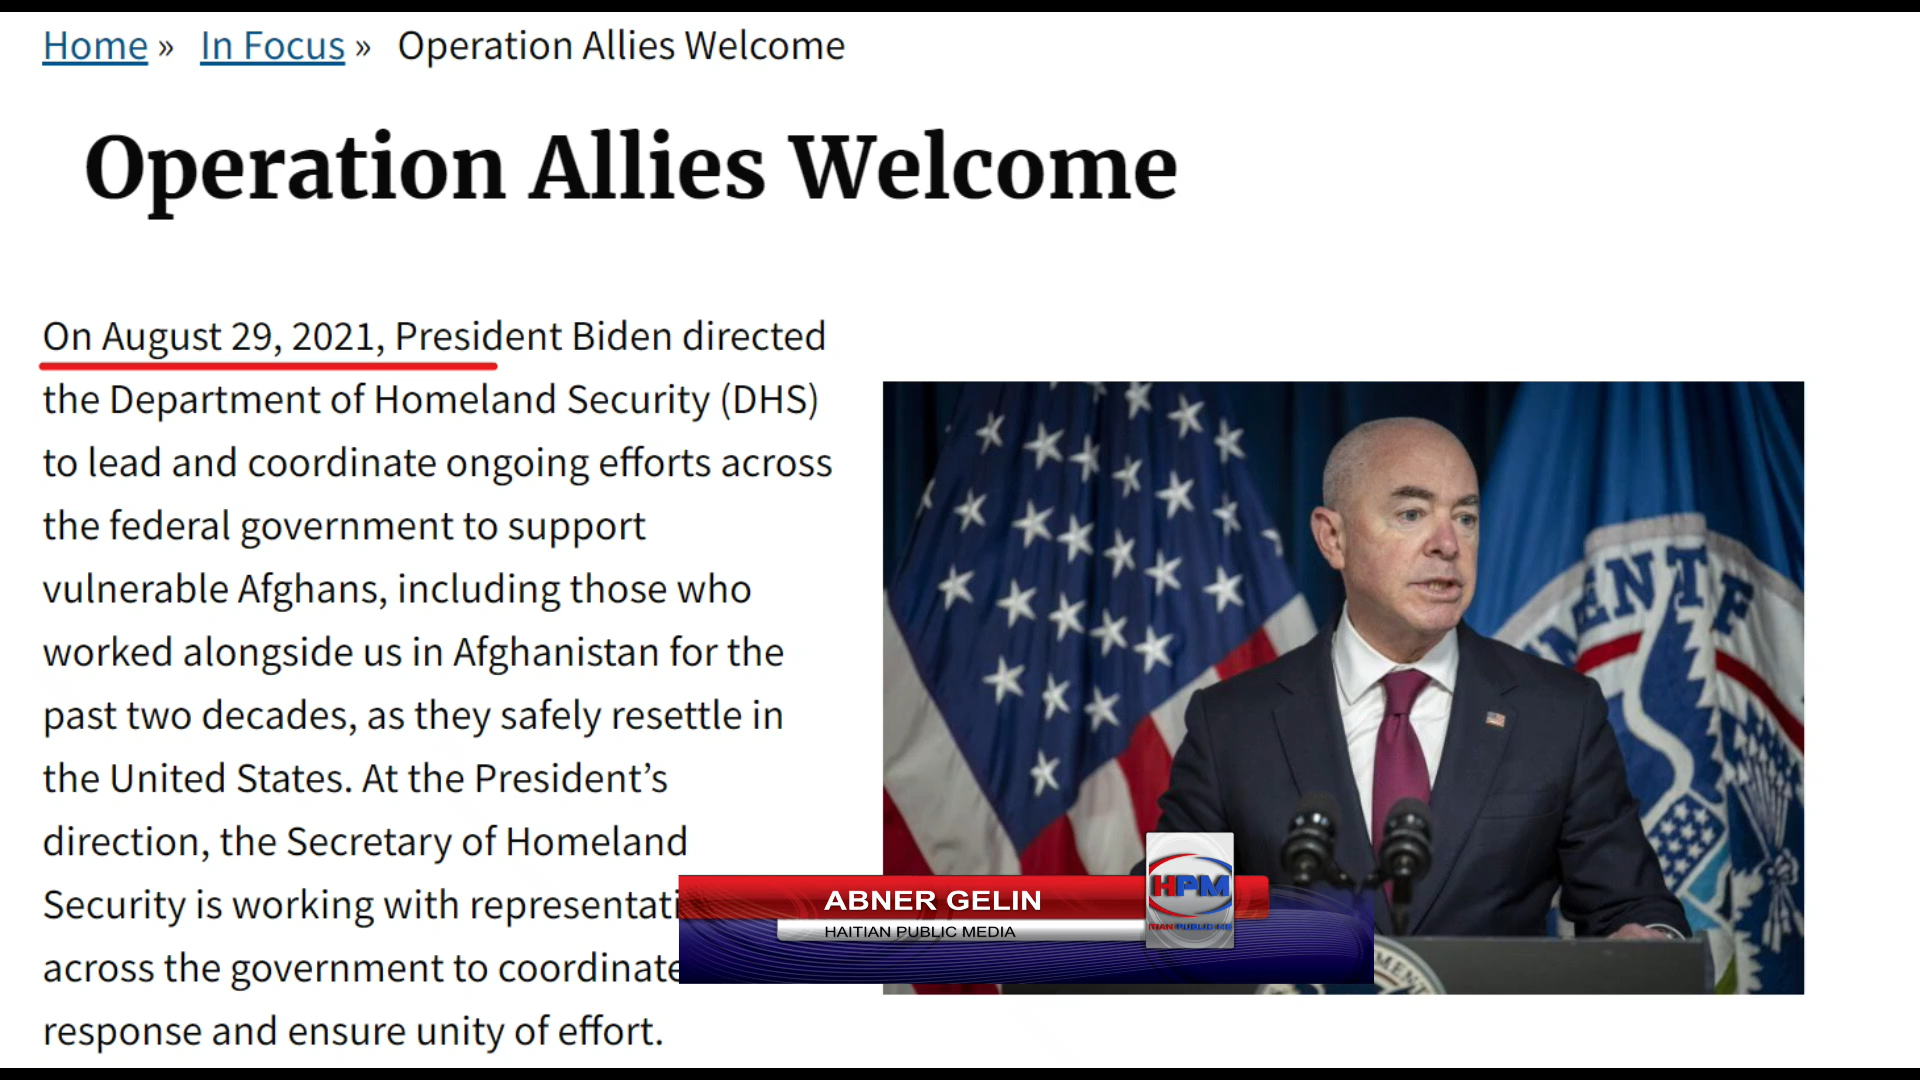 Home » In Focus » Operation Allies Welcome
Operation Allies Welcome
On August 29, 2021, President Biden directed
the Department of Homeland Security (DHS)
to lead and coordinate ongoing efforts across
the federal government to support
vulnerable Afghans, including those who
worked alongside us in Afghanistan for the
past two decades, as they safely resettle in
the United States. At the President’s
direction, the Secretary of Homeland
Security is working with representati
across the government to coordinate
response and ensure unity of effort.
ABNER GELIN
HAITIAN PUBLIC MEDIA
HPM